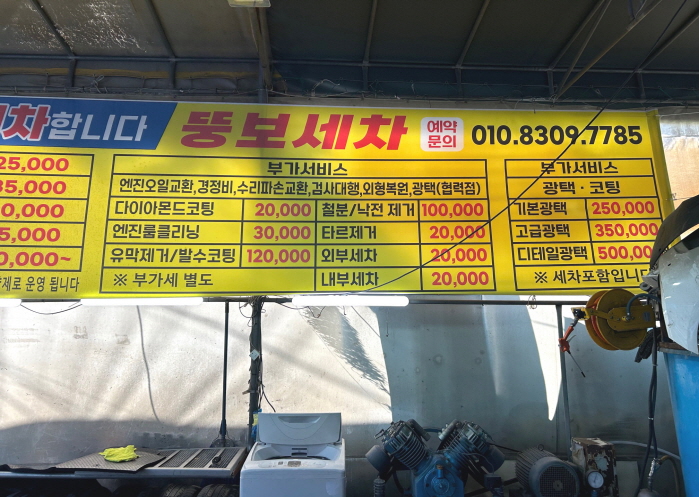 차합니다
뚱보세차
예약
문의
010.8309.7785
25,000
35,000
0,000
5,000
0,000~
제로 운영 됩니다
부가서비스
엔진오일교환,경정비,수리파손교환,검사대행,외형복원,광택(협력점)
다이아몬드코팅 20,000 철분/낙전 제거 100,000
엔진룸크리닝 30,000 타르제거 20,000
유막제거/발수코팅 120,000 외부세차 20,000
※ 부가세 별도 내부세차 20,000
부가서비스
광택 · 코팅
기본광택 250,000
고급광택 350,000
디테일광택 500,000
※ 세차포함입니